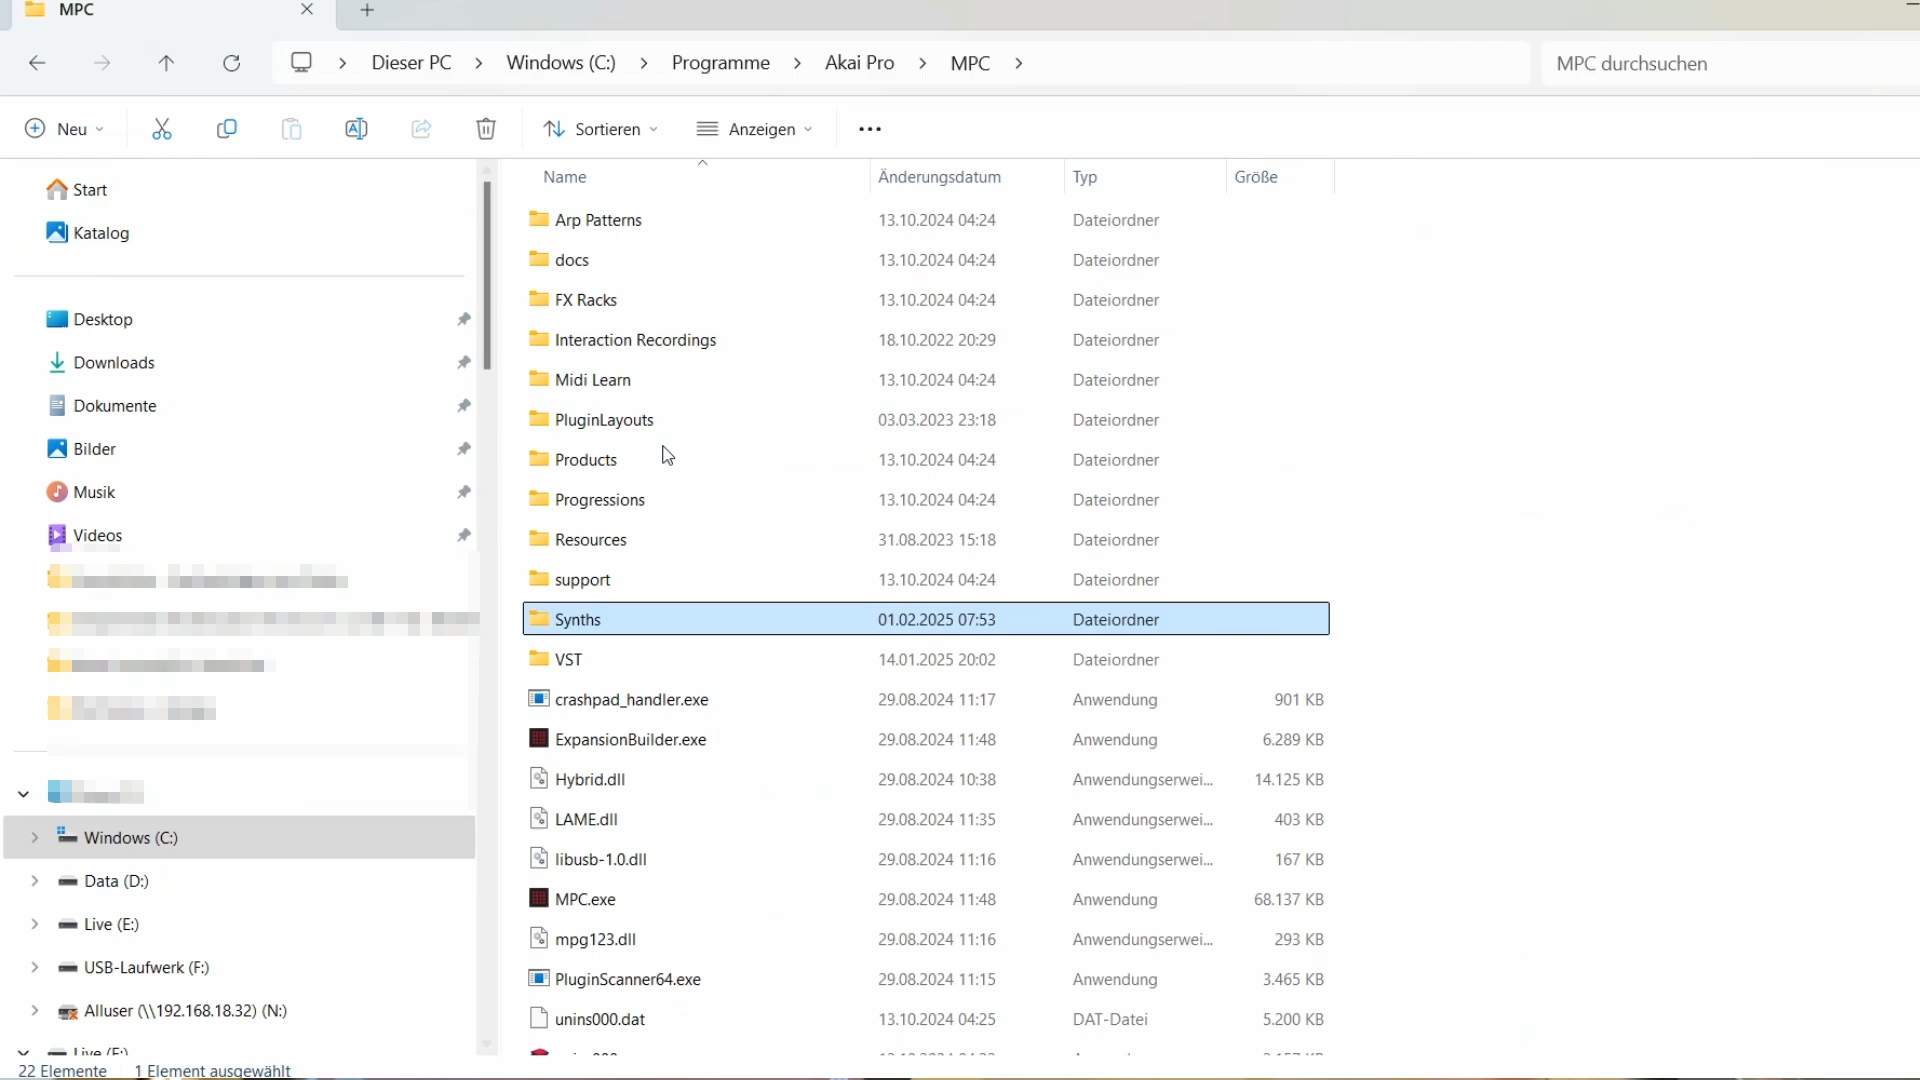 MPC
Dieser PC
Windows (C:)
Programme
Akai Pro
MPC
MPC durchsuchen
Neu
Sortieren
Anzeigen
Start
Katalog
Desktop
Downloads
Dokumente
Bilder
Musik
Videos
Windows (C:)
Data (D:)
Live (E:)
USB-Laufwerk (F:)
Alluser (\\192.168.18.32) (N:)
Name Änderungsdatum Typ Größe
Arp Patterns 13.10.2024 04:24 Dateiordner
docs 13.10.2024 04:24 Dateiordner
FX Racks 13.10.2024 04:24 Dateiordner
Interaction Recordings 18.10.2022 20:29 Dateiordner
Midi Learn 13.10.2024 04:24 Dateiordner
PluginLayouts 03.03.2023 23:18 Dateiordner
Products 13.10.2024 04:24 Dateiordner
Progressions 13.10.2024 04:24 Dateiordner
Resources 31.08.2023 15:18 Dateiordner
support 13.10.2024 04:24 Dateiordner
Synths 01.02.2025 07:53 Dateiordner
VST 14.01.2025 20:02 Dateiordner
crashpad_handler.exe 29.08.2024 11:17 Anwendung 901 KB
ExpansionBuilder.exe 29.08.2024 11:48 Anwendung 6.289 KB
Hybrid.dll 29.08.2024 10:38 Anwendungserwei... 14.125 KB
LAME.dll 29.08.2024 11:35 Anwendungserwei... 403 KB
libusb-1.0.dll 29.08.2024 11:16 Anwendungserwei... 167 KB
MPC.exe 29.08.2024 11:48 Anwendung 68.137 KB
mpg123.dll 29.08.2024 11:16 Anwendungserwei... 293 KB
PluginScanner64.exe 29.08.2024 11:15 Anwendung 3.465 KB
unins000.dat 13.10.2024 04:25 DAT-Datei 5.200 KB
22 Elemente 1 Element ausgewählt